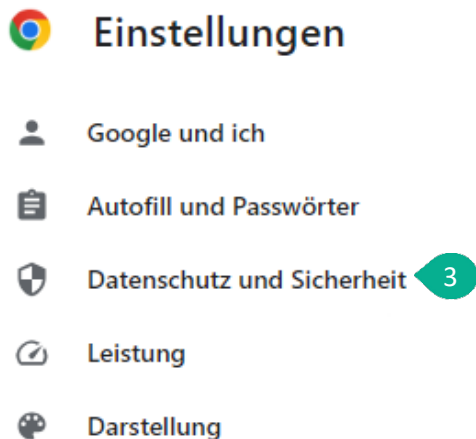 Einstellungen
Google und ich
Autofill und Passwörter
Datenschutz und Sicherheit 3
Leistung
Darstellung